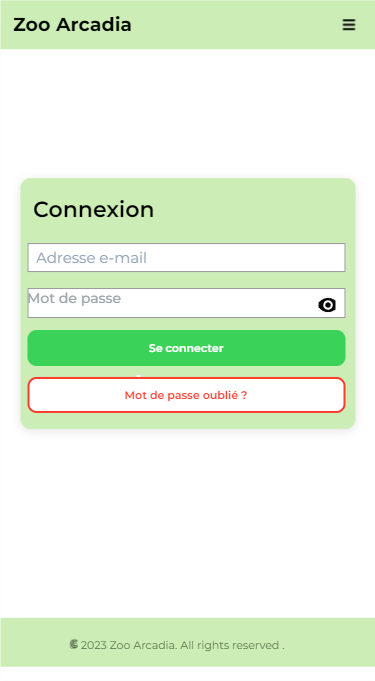 Zoo Arcadia
Connexion
Adresse e-mail
Mot de passe
Se connecter
Mot de passe oublié ?
© 2023 Zoo Arcadia. All rights reserved .